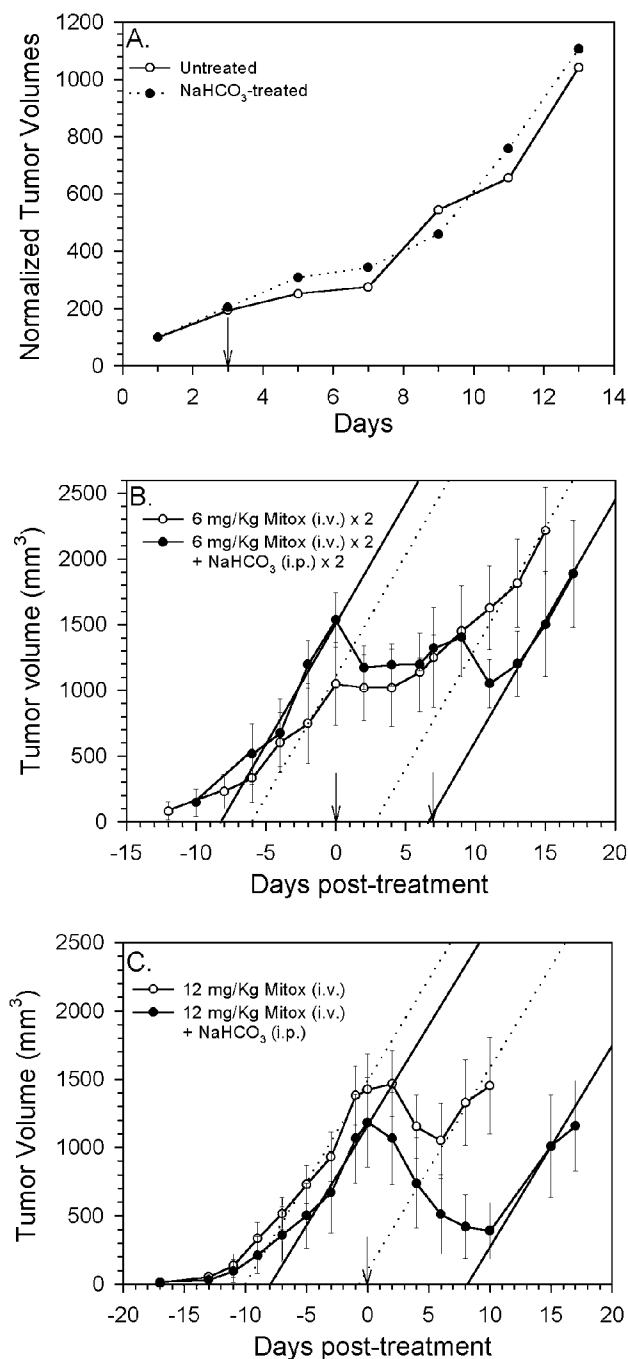 A.
Untreated
NaHCO3-treated
Normalized Tumor Volumes
1200
1000
800
600
400
200
0
0 2 4 6 8 10 12 14
Days
B.
6 mg/Kg Mitox (i.v.) x 2
6 mg/Kg Mitox (i.v.) x 2
+ NaHCO3 (i.p.) x 2
Tumor volume (mm3)
2500
2000
1500
1000
500
0
-15 -10 -5 0 5 10 15 20
Days post-treatment
C.
12 mg/Kg Mitox (i.v.)
12 mg/Kg Mitox (i.v.)
+ NaHCO3 (i.p.)
Tumor Volume (mm3)
2500
2000
1500
1000
500
0
-20 -15 -10 -5 0 5 10 15 20
Days post-treatment